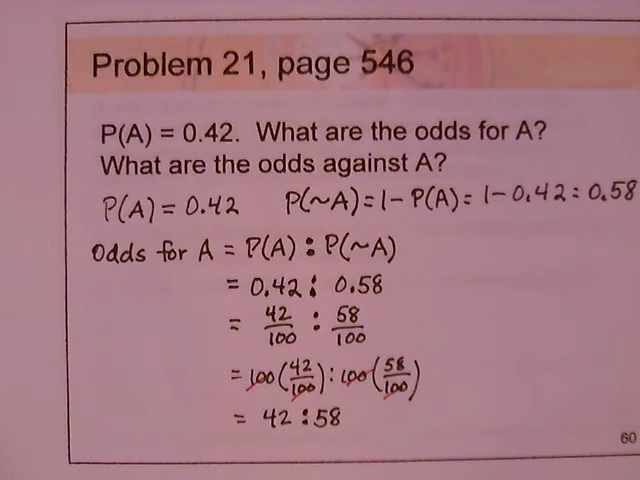 Problem 21, page 546
P(A) = 0.42. What are the odds for A?
What are the odds against A?
P(A) = 0.42 P(~A) = 1 - P(A) = 1 - 0.42 = 0.58
Odds for A = P(A) : P(~A)
= 0.42 : 0.58
= 42/100 : 58/100
= 100(42/100) : 100(58/100)
= 42 : 58
60